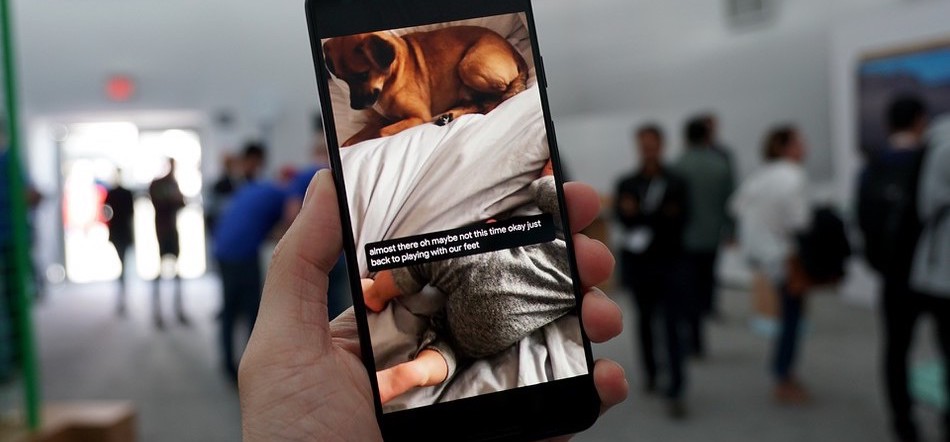 almost there oh maybe not this time okay just
back to playing with our feet